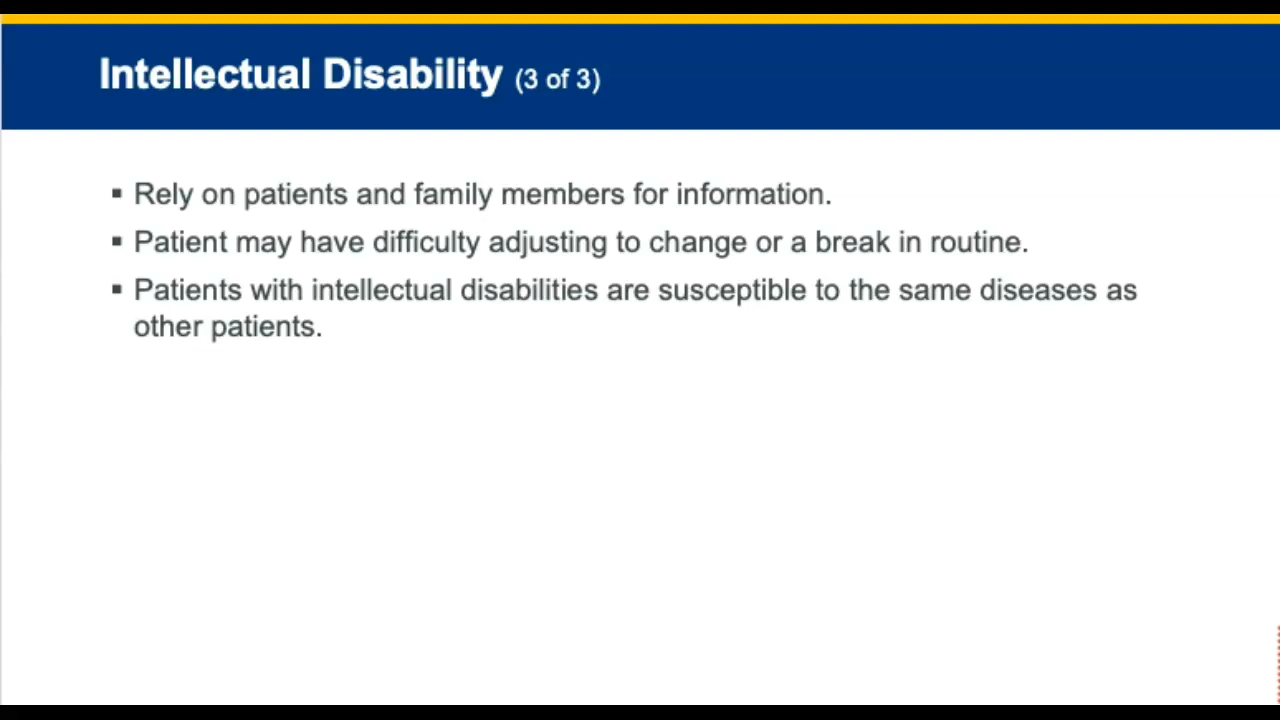 Intellectual Disability (3 of 3)
▪ Rely on patients and family members for information.
▪ Patient may have difficulty adjusting to change or a break in routine.
▪ Patients with intellectual disabilities are susceptible to the same diseases as
other patients.